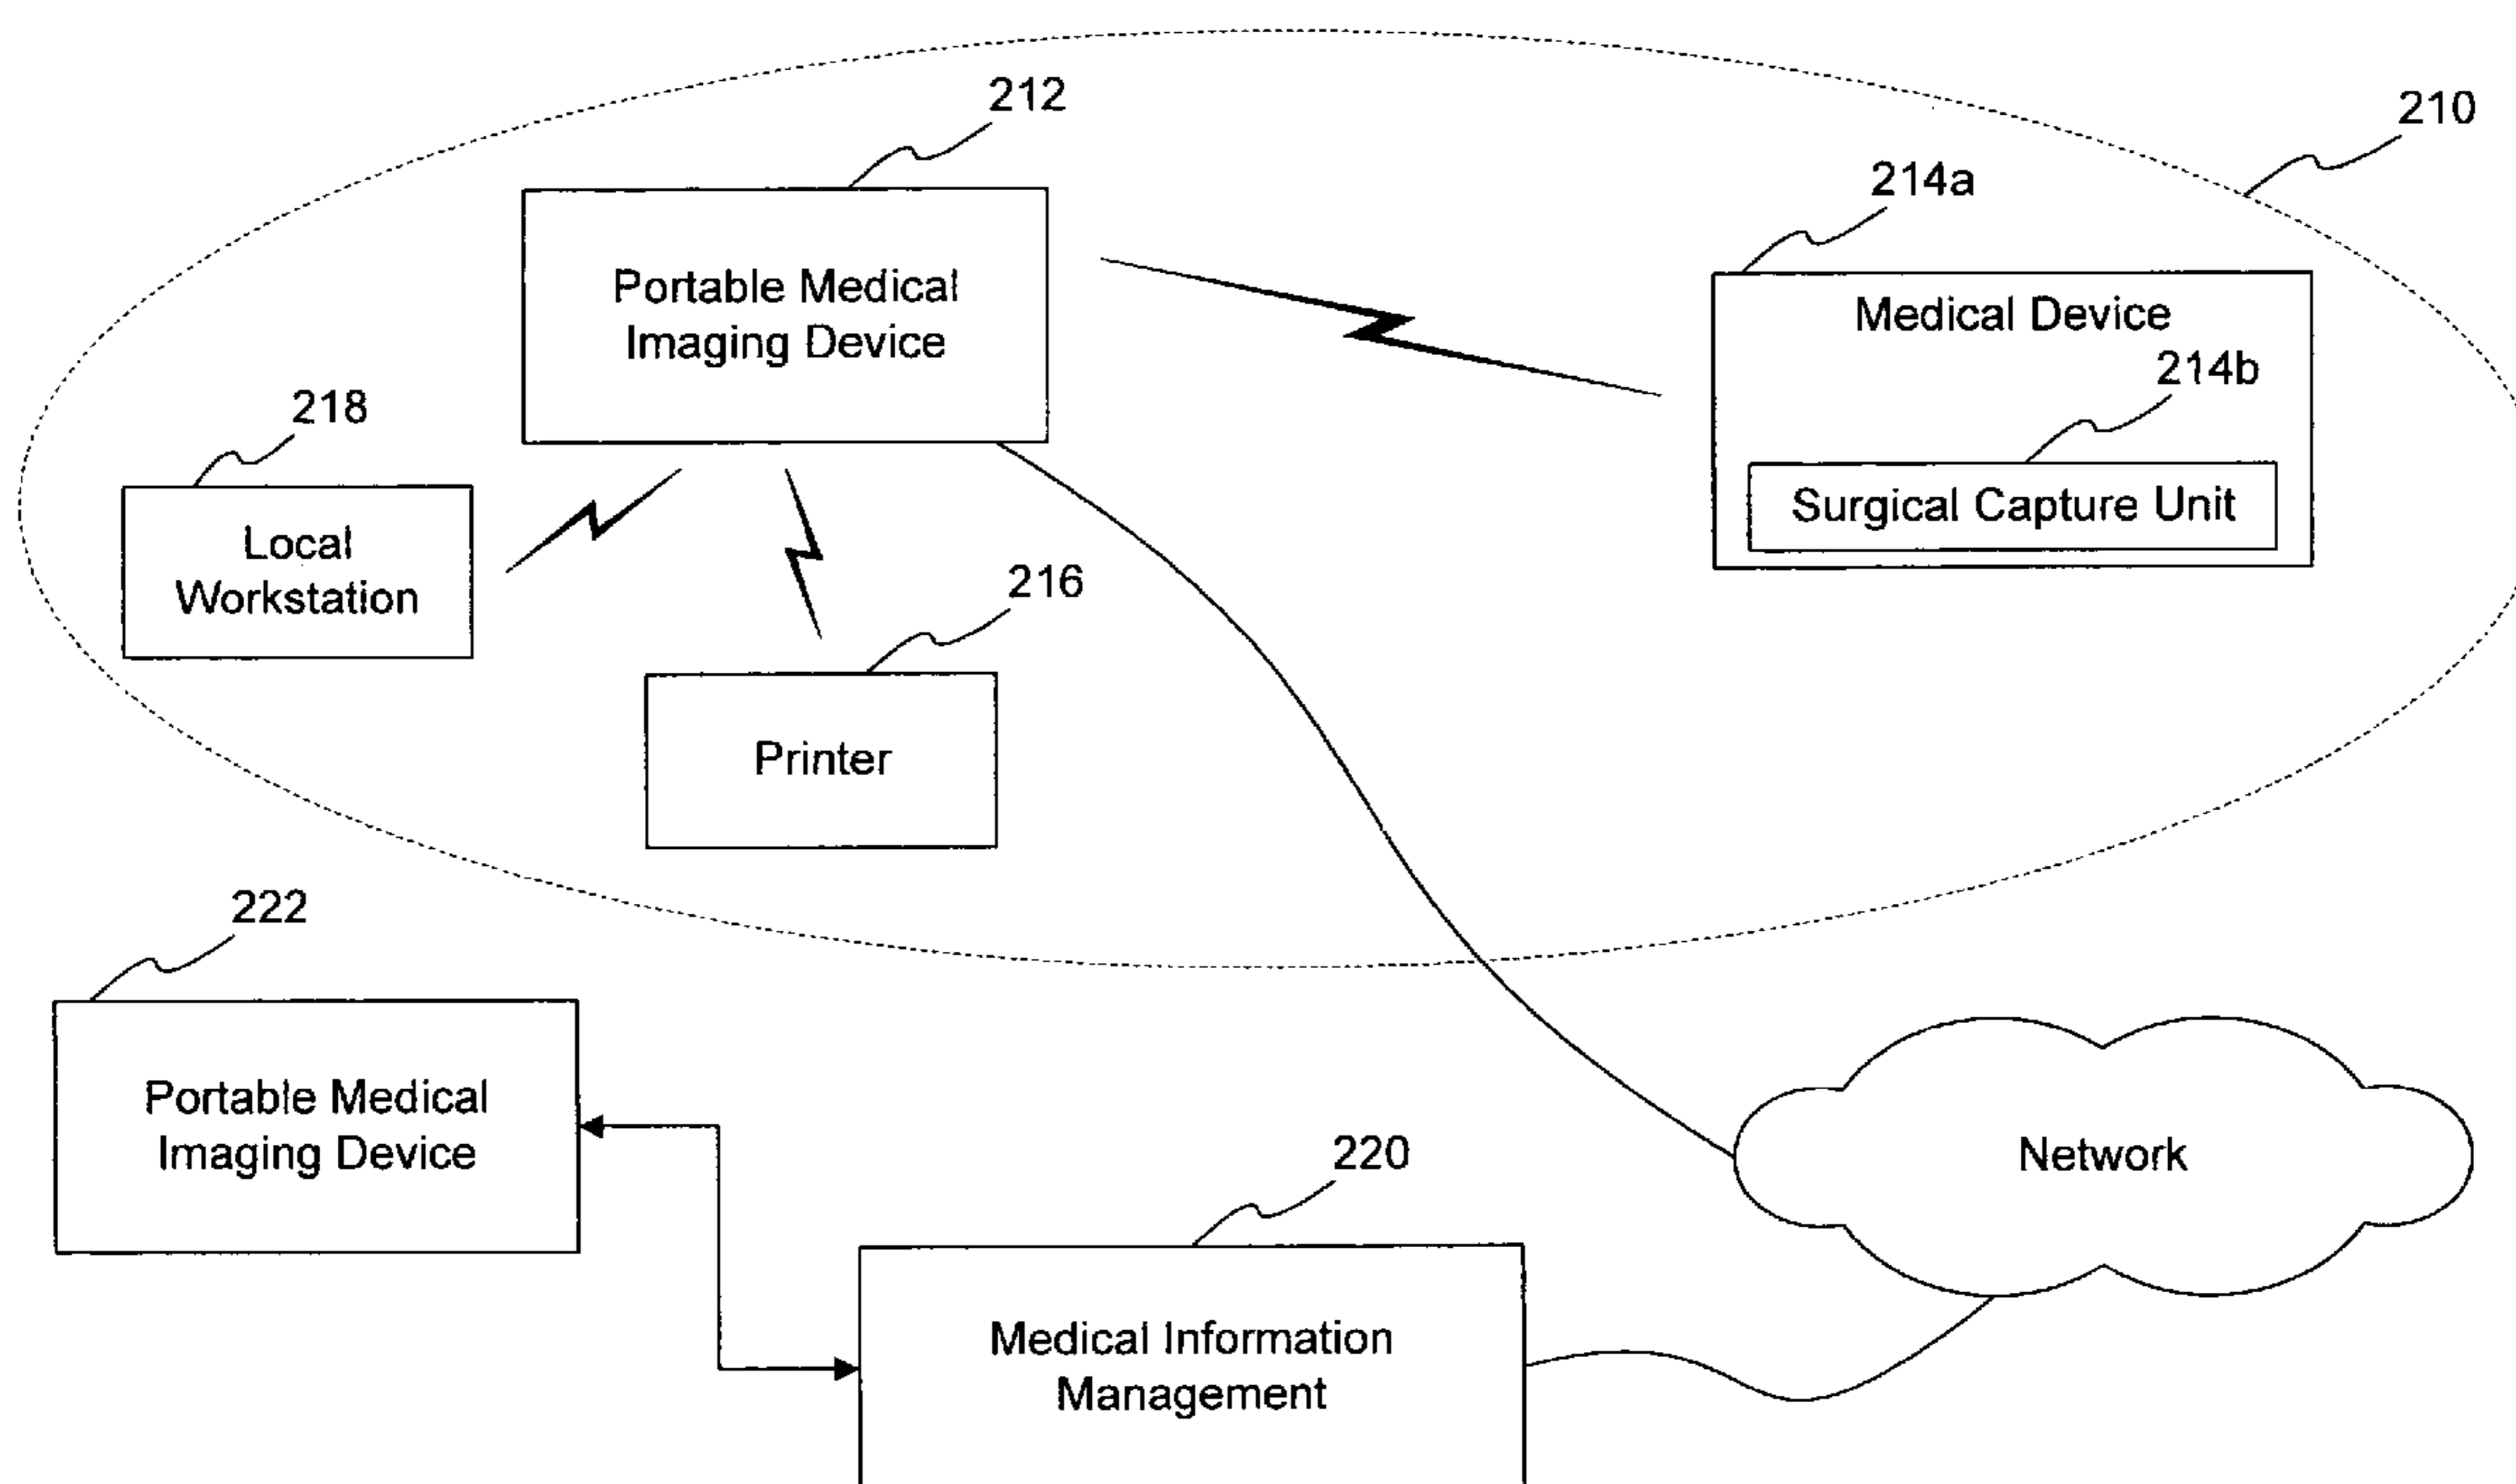 212
210
214a
Portable Medical
Imaging Device
Medical Device
214b
218
Surgical Capture Unit
Local
Workstation
216
Printer
222
Portable Medical
Imaging Device
220
Network
Medical Information
Management